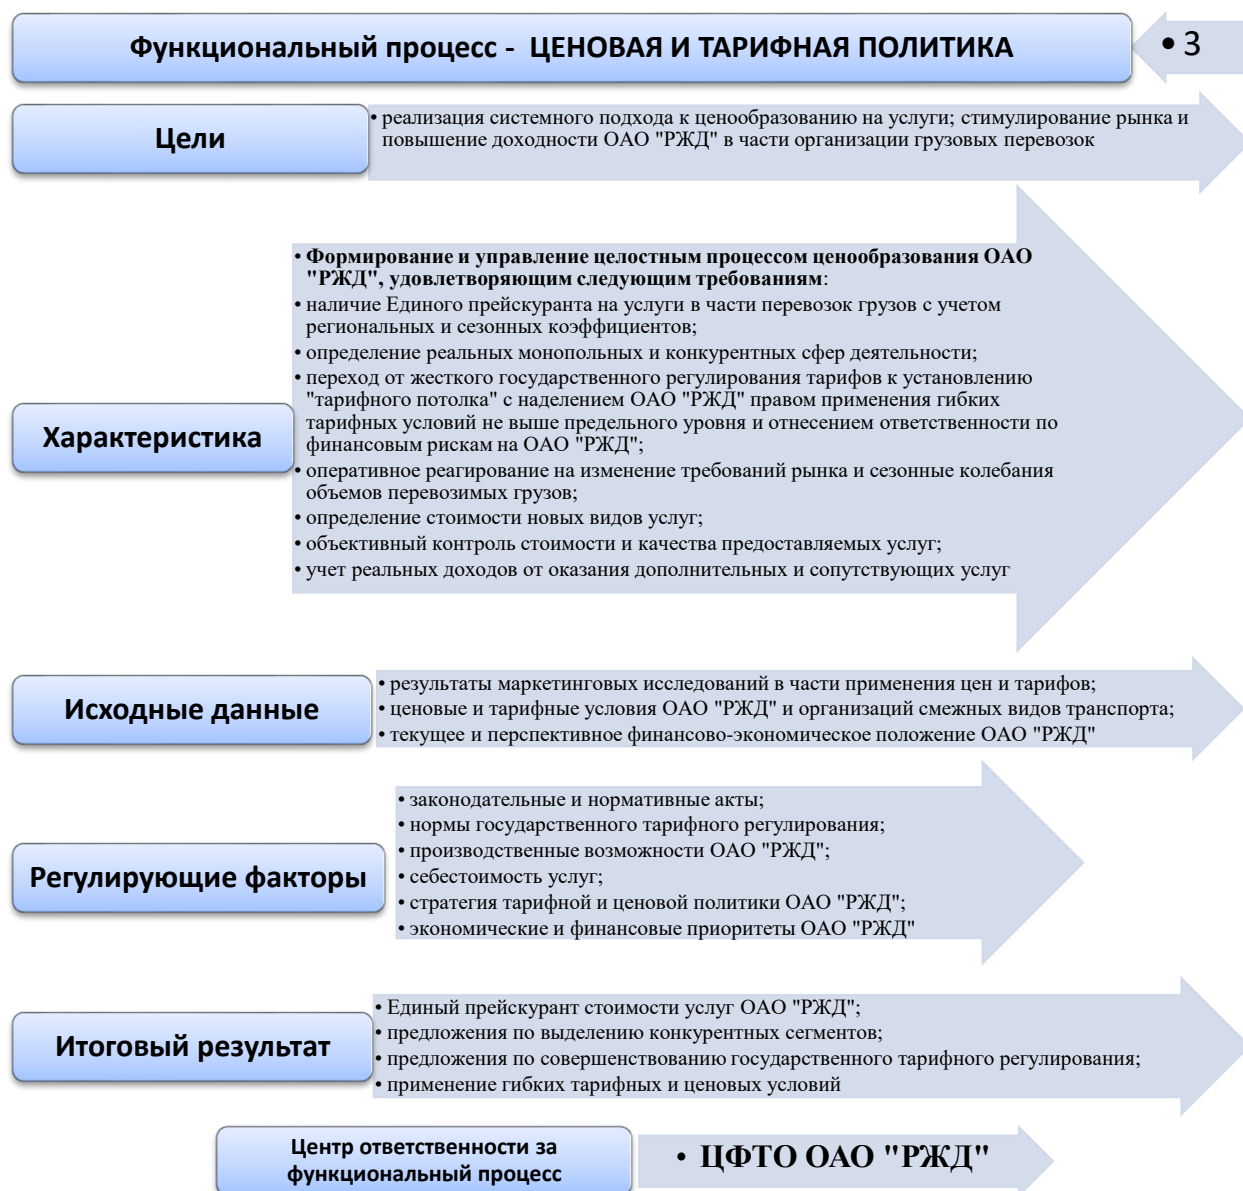 Функциональный процесс - ЦЕНОВАЯ И ТАРИФНАЯ ПОЛИТИКА
• 3
Цели
• реализация системного подхода к ценообразованию на услуги; стимулирование рынка и
повышение доходности ОАО "РЖД" в части организации грузовых перевозок
Характеристика
• Формирование и управление целостным процессом ценообразования ОАО
"РЖД", удовлетворяющим следующим требованиям:
• наличие Единого прейскуранта на услуги в части перевозок грузов с учетом
региональных и сезонных коэффициентов;
• определение реальных монопольных и конкурентных сфер деятельности;
• переход от жесткого государственного регулирования тарифов к установлению
"тарифного потолка" с наделением ОАО "РЖД" правом применения гибких
тарифных условий не выше предельного уровня и отнесением ответственности по
финансовым рискам на ОАО "РЖД";
• оперативное реагирование на изменение требований рынка и сезонные колебания
объемов перевозимых грузов;
• определение стоимости новых видов услуг;
• объективный контроль стоимости и качества предоставляемых услуг;
• учет реальных доходов от оказания дополнительных и сопутствующих услуг
Исходные данные
• результаты маркетинговых исследований в части применения цен и тарифов;
• ценовые и тарифные условия ОАО "РЖД" и организаций смежных видов транспорта;
• текущее и перспективное финансово-экономическое положение ОАО "РЖД"
Регулирующие факторы
• законодательные и нормативные акты;
• нормы государственного тарифного регулирования;
• производственные возможности ОАО "РЖД";
• себестоимость услуг;
• стратегия тарифной и ценовой политики ОАО "РЖД";
• экономические и финансовые приоритеты ОАО "РЖД"
Итоговый результат
• Единый прейскурант стоимости услуг ОАО "РЖД";
• предложения по выделению конкурентных сегментов;
• предложения по совершенствованию государственного тарифного регулирования;
• применение гибких тарифных и ценовых условий
Центр ответственности за
функциональный процесс
• ЦФТО ОАО "РЖД"